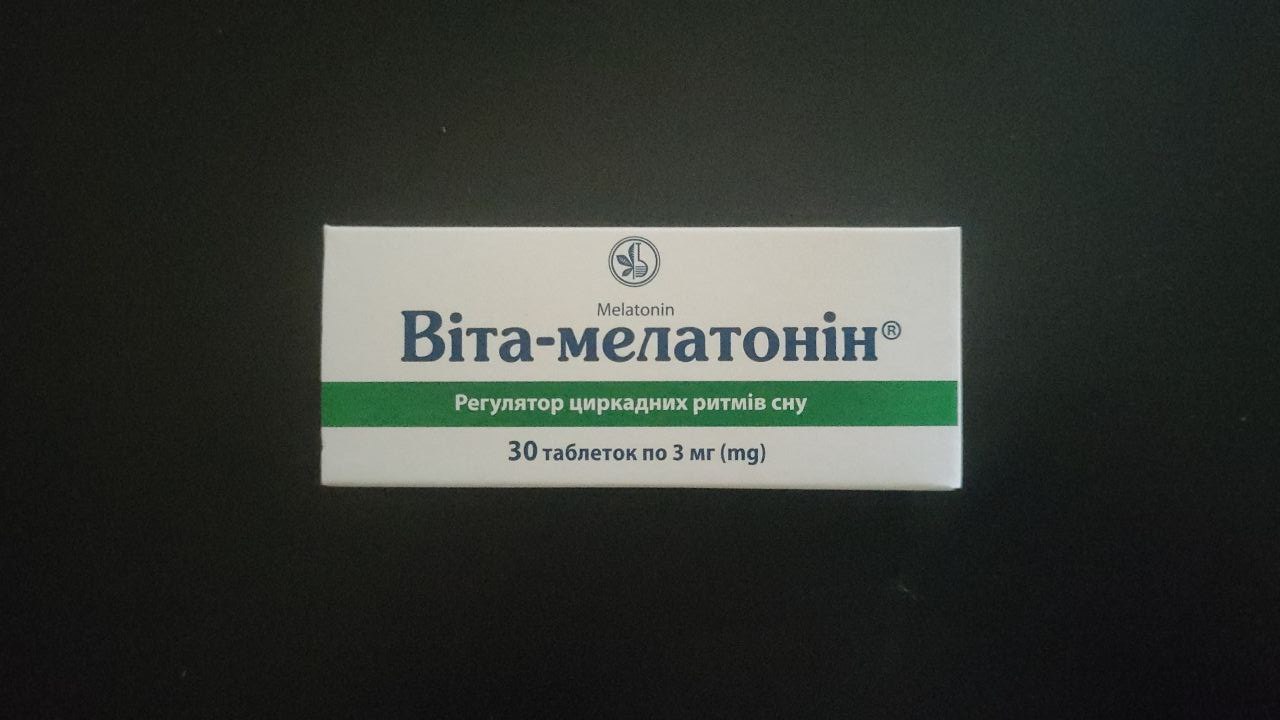 Melatonin
Віта-мелатонін®
Регулятор циркадних ритмів сну
30 таблеток по 3 мг (mg)